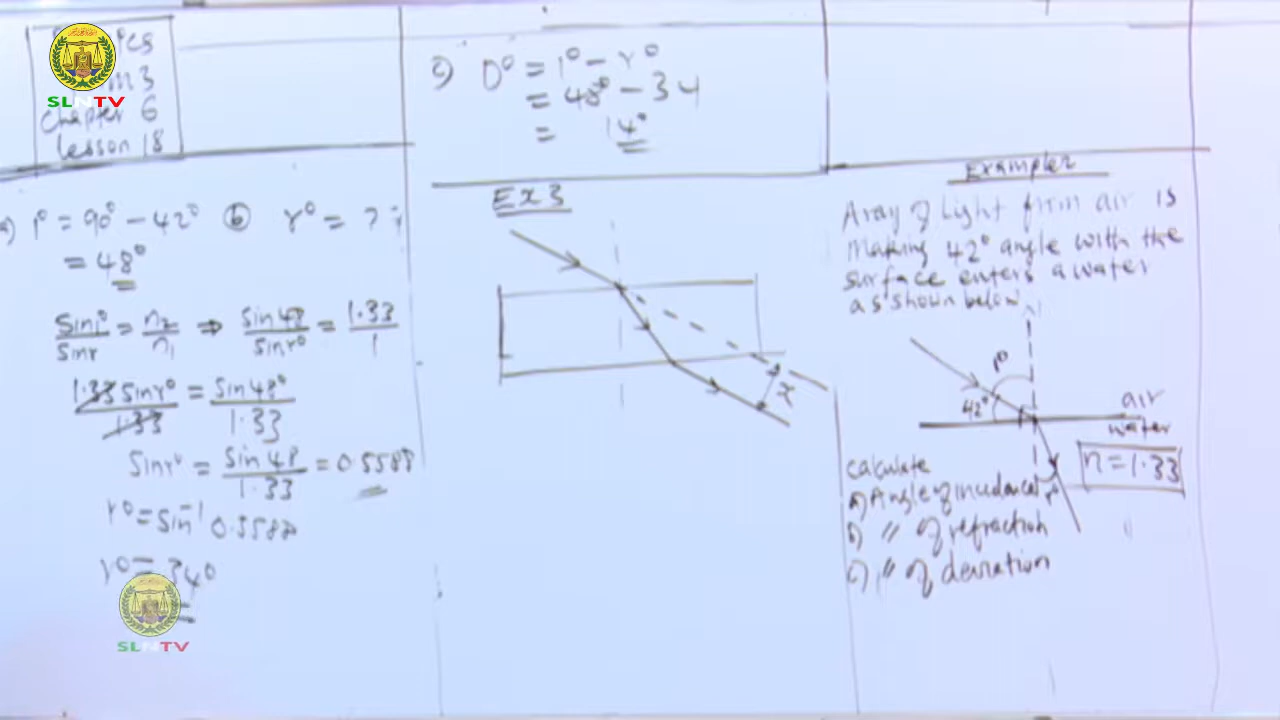 SLNTV
Chapter 6
lesson 18
i° = 90° - 42°
= 48°
b r° = ?
Sin i° / Sin r = n2 / n1 ⇒ sin 48 / sin r° = 1.33 / 1
1.33 sin r° / 1.33 = Sin 48° / 1.33
Sin r° = Sin 48 / 1.33 = 0.5588
r° = Sin-1 0.5588
r° = 34°
SLNTV
c) D° = i° - r°
= 48° - 34
= 14°
Ex 3
x
Example2
A ray of Light from air is
Making 42° angle with the
surface enters a water
as shown below
i°
42°
air
water
n = 1.33
r°
calculate
a) Angle of incidence
b) " of refraction
c) " of deviation